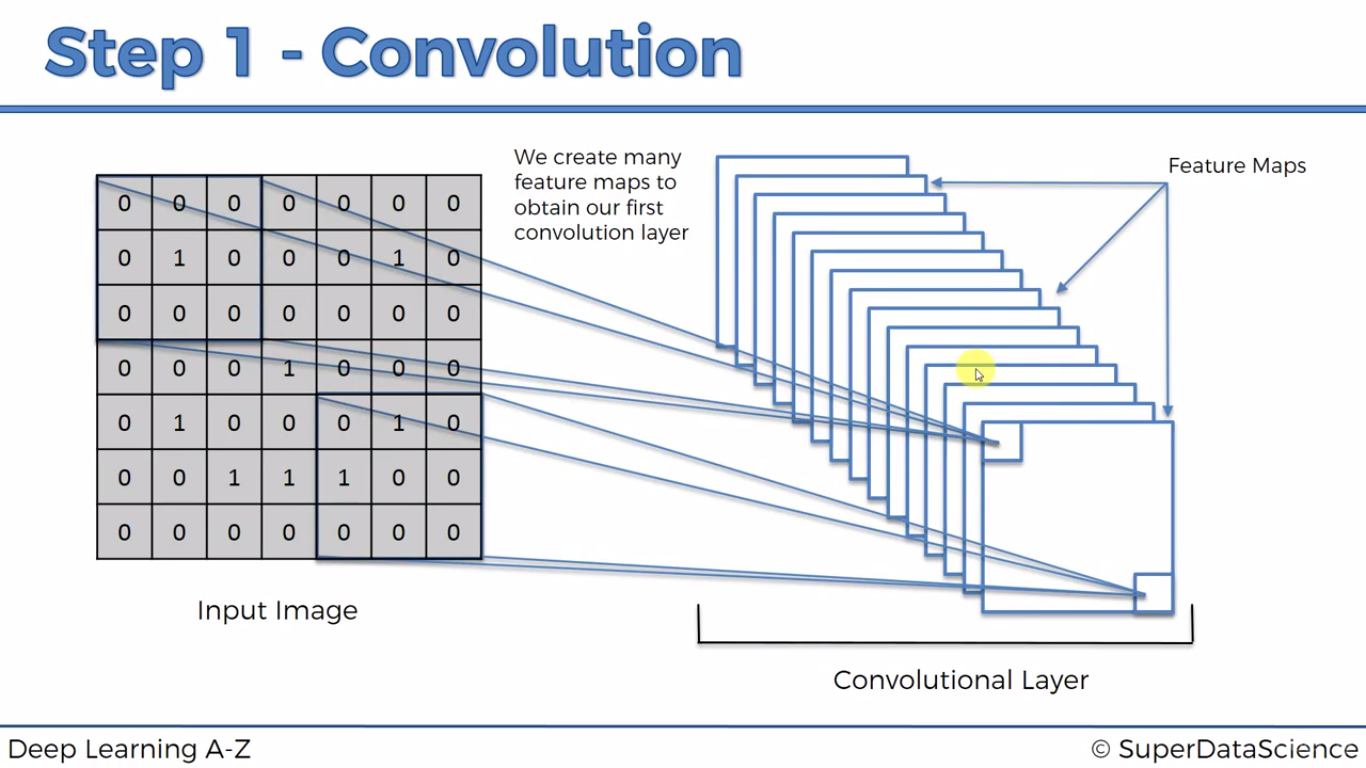 Step 1 - Convolution
We create many
feature maps to
obtain our first
convolution layer
Feature Maps
0 0 0 0 0 0 0
0 1 0 0 0 1 0
0 0 0 0 0 0 0
0 0 0 1 0 0 0
0 1 0 0 0 1 0
0 0 1 1 1 0 0
0 0 0 0 0 0 0
Input Image
Convolutional Layer
Deep Learning A-Z
© SuperDataScience